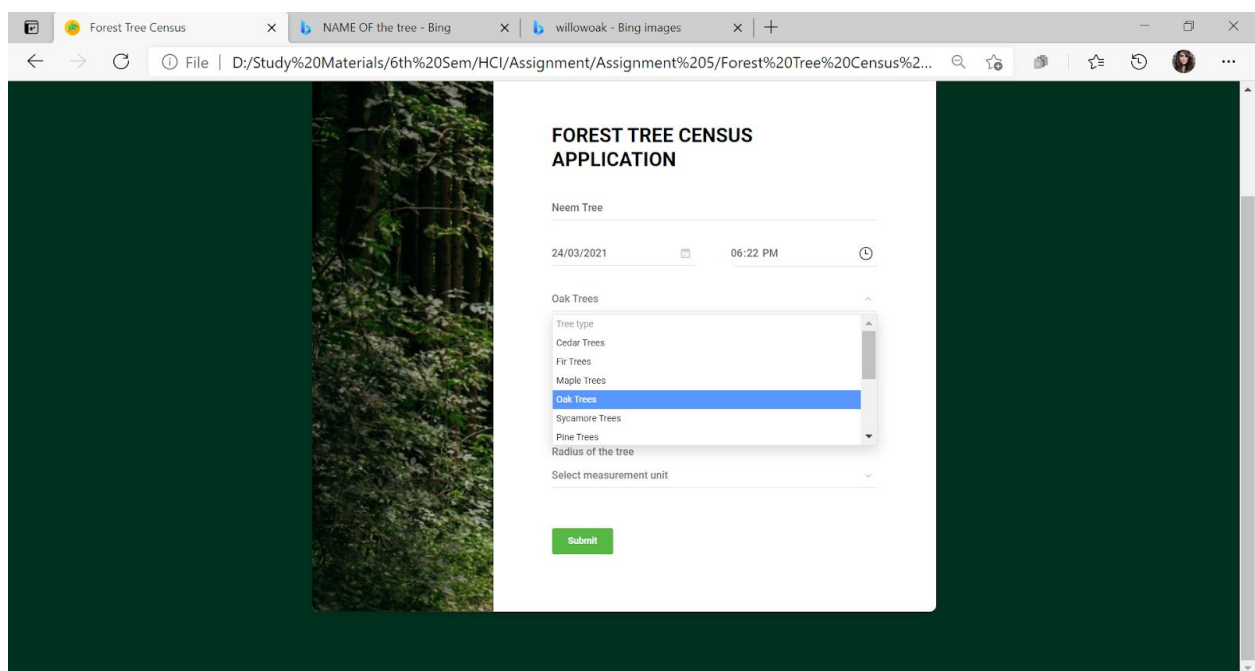 Forest Tree Census
NAME OF the tree - Bing
willowoak - Bing images
File | D:/Study%20Materials/6th%20Sem/HCI/Assignment/Assignment%205/Forest%20Tree%20Census%2...
FOREST TREE CENSUS
APPLICATION
Neem Tree
24/03/2021 06:22 PM
Oak Trees
Tree type
Cedar Trees
Fir Trees
Maple Trees
Oak Trees
Sycamore Trees
Pine Trees
Radius of the tree
Select measurement unit
Submit